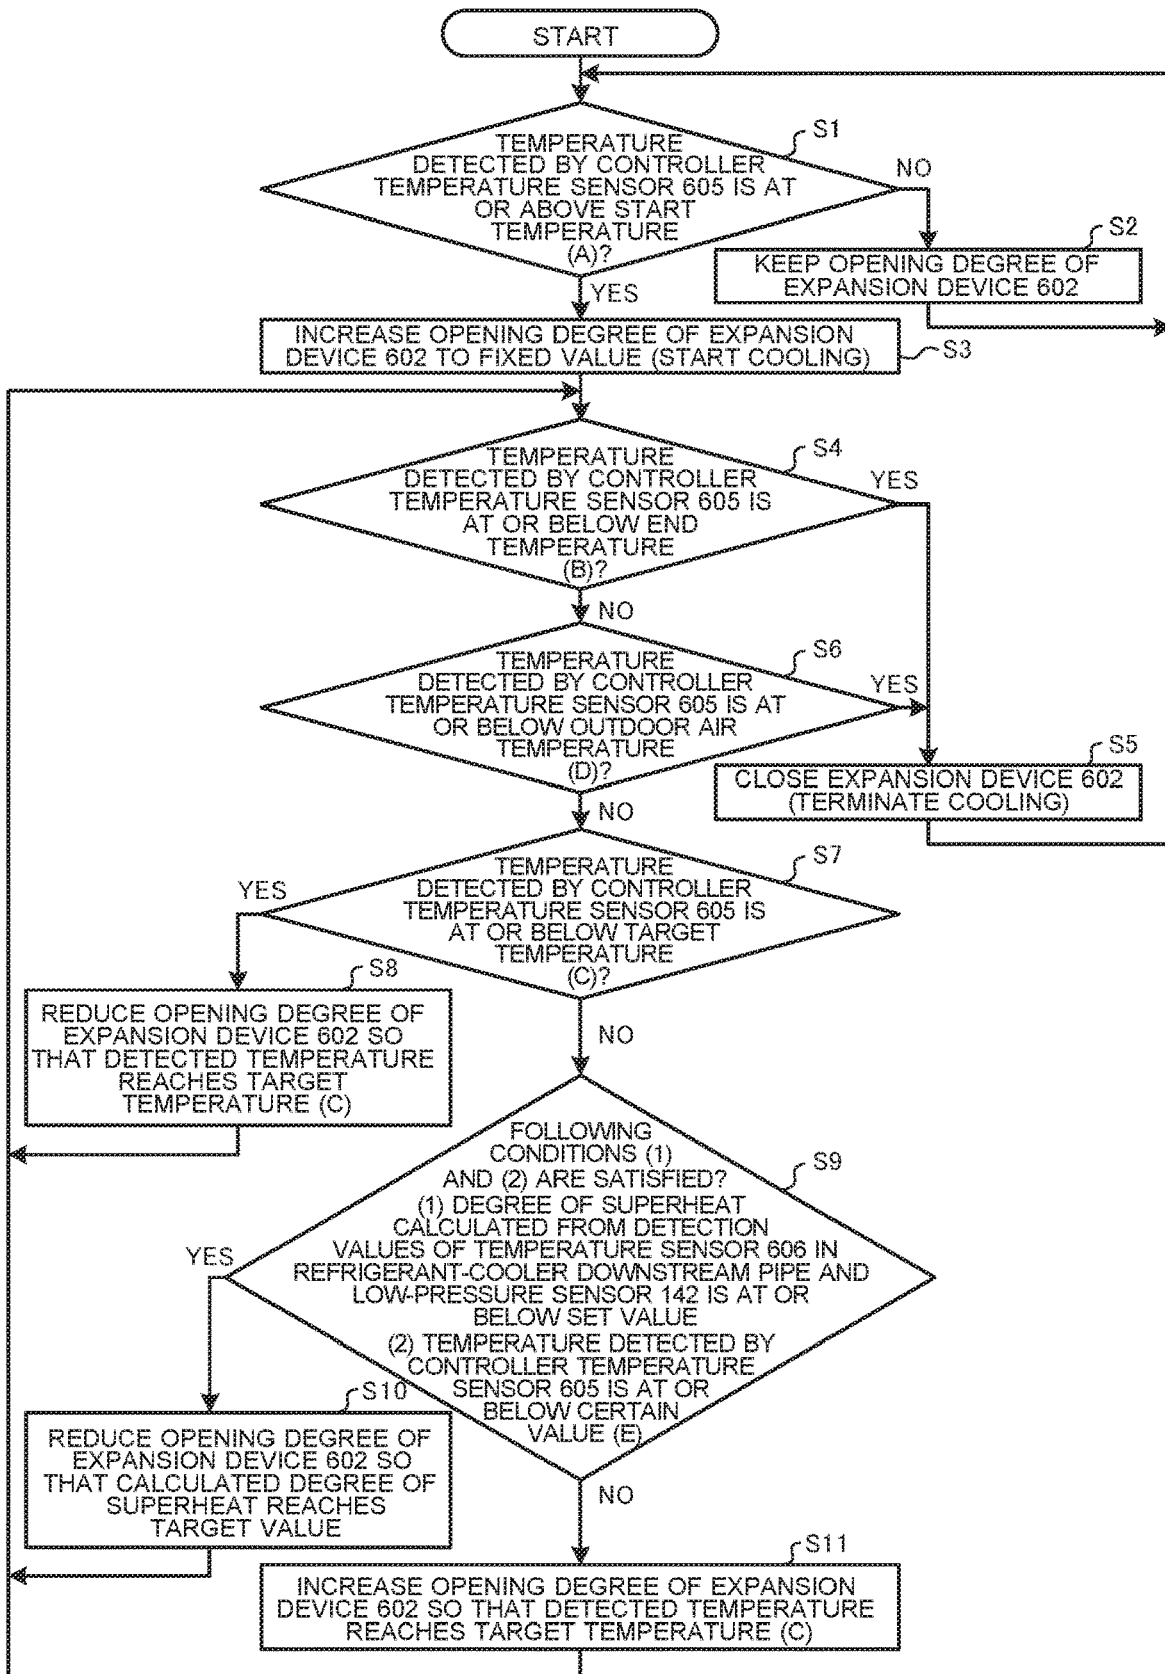 START
S1
TEMPERATURE
DETECTED BY CONTROLLER
TEMPERATURE SENSOR 605 IS AT
OR ABOVE START
TEMPERATURE
(A)?
NO
S2
KEEP OPENING DEGREE OF
EXPANSION DEVICE 602
YES
INCREASE OPENING DEGREE OF EXPANSION
DEVICE 602 TO FIXED VALUE (START COOLING)
S3
S4
TEMPERATURE
DETECTED BY CONTROLLER
TEMPERATURE SENSOR 605 IS
AT OR BELOW END
TEMPERATURE
(B)?
YES
NO
S6
TEMPERATURE
DETECTED BY CONTROLLER
TEMPERATURE SENSOR 605 IS AT
OR BELOW OUTDOOR AIR
TEMPERATURE
(D)?
YES
S5
CLOSE EXPANSION DEVICE 602
(TERMINATE COOLING)
NO
S7
TEMPERATURE
DETECTED BY CONTROLLER
TEMPERATURE SENSOR 605 IS
AT OR BELOW TARGET
TEMPERATURE
(C)?
YES
S8
REDUCE OPENING DEGREE OF
EXPANSION DEVICE 602 SO
THAT DETECTED TEMPERATURE
REACHES TARGET
TEMPERATURE (C)
NO
S9
FOLLOWING
CONDITIONS (1)
AND (2) ARE SATISFIED?
(1) DEGREE OF SUPERHEAT
CALCULATED FROM DETECTION
VALUES OF TEMPERATURE SENSOR 606 IN
REFRIGERANT-COOLER DOWNSTREAM PIPE AND
LOW-PRESSURE SENSOR 142 IS AT OR
BELOW SET VALUE
(2) TEMPERATURE DETECTED BY
CONTROLLER TEMPERATURE
SENSOR 605 IS AT OR
BELOW CERTAIN
VALUE (E)
YES
S10
REDUCE OPENING DEGREE OF
EXPANSION DEVICE 602 SO
THAT CALCULATED DEGREE OF
SUPERHEAT REACHES
TARGET VALUE
NO
S11
INCREASE OPENING DEGREE OF EXPANSION
DEVICE 602 SO THAT DETECTED TEMPERATURE
REACHES TARGET TEMPERATURE (C)